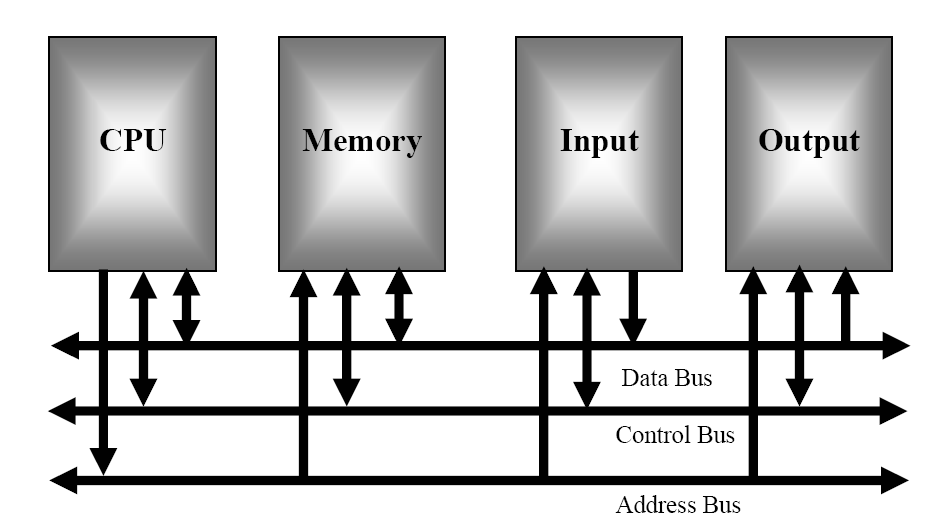 CPU
Memory
Input
Output
Data Bus
Control Bus
Address Bus